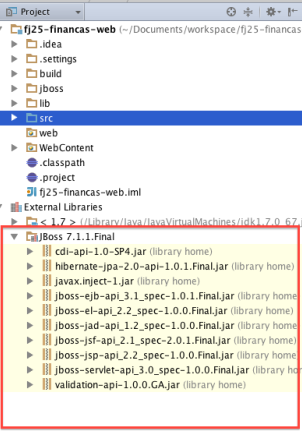 Project
fj25-financas-web (~/Documents/workspace/fj25-financas
.idea
.settings
build
jboss
lib
src
web
WebContent
.classpath
.project
fj25-financas-web.iml
External Libraries
< 1.7 > (/Library/Java/JavaVirtualMachines/jdk1.7.0_67.j
JBoss 7.1.1.Final
cdi-api-1.0-SP4.jar (library home)
hibernate-jpa-2.0-api-1.0.1.Final.jar (library home)
javax.inject-1.jar (library home)
jboss-ejb-api_3.1_spec-1.0.1.Final.jar (library home)
jboss-el-api_2.2_spec-1.0.0.Final.jar (library home)
jboss-jad-api_1.2_spec-1.0.0.Final.jar (library home)
jboss-jsf-api_2.1_spec-2.0.1.Final.jar (library home)
jboss-jsp-api_2.2_spec-1.0.0.Final.jar (library home)
jboss-servlet-api_3.0_spec-1.0.0.Final.jar (library home)
validation-api-1.0.0.GA.jar (library home)